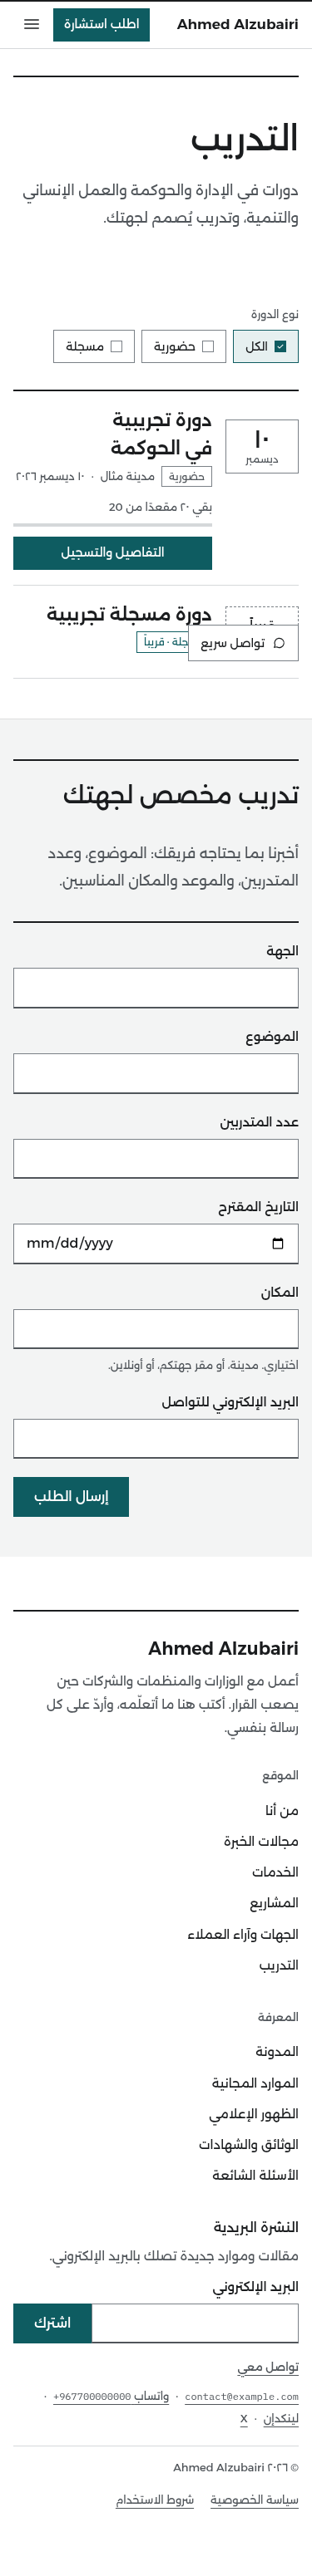 Ahmed Alzubairi
اطلب استشارة
التدريب
دورات في الإدارة والحوكمة والعمل الإنساني
والتنمية، وتدريب يُصمم لجهتك.
نوع الدورة
الكل
حضورية
مسجلة
١٠
ديسمبر
دورة تجريبية
في الحوكمة
حضورية مدينة مثال · ١٠ ديسمبر ٢٠٢٦
بقي ٢٠ مقعدًا من 20
التفاصيل والتسجيل
دورة مسجلة تجريبية
· قريباً
تواصل سريع
تدريب مخصص لجهتك
أخبرنا بما يحتاجه فريقك: الموضوع، وعدد
المتدربين، والموعد والمكان المناسبين.
الجهة
الموضوع
عدد المتدربين
التاريخ المقترح
mm/dd/yyyy
المكان
اختياري. مدينة، أو مقر جهتكم، أو أونلاين.
البريد الإلكتروني للتواصل
إرسال الطلب
Ahmed Alzubairi
أعمل مع الوزارات والمنظمات والشركات حين
يصعب القرار. أكتب هنا ما أتعلّمه، وأردّ على كل
رسالة بنفسي.
الموقع
من أنا
مجالات الخبرة
الخدمات
المشاريع
الجهات وآراء العملاء
التدريب
المعرفة
المدونة
الموارد المجانية
الظهور الإعلامي
الوثائق والشهادات
الأسئلة الشائعة
النشرة البريدية
مقالات وموارد جديدة تصلك بالبريد الإلكتروني.
البريد الإلكتروني
اشترك
تواصل معي
contact@example.com · واتساب +967700000000 ·
لينكدإن · X
© ٢٠٢٦ Ahmed Alzubairi
سياسة الخصوصية شروط الاستخدام